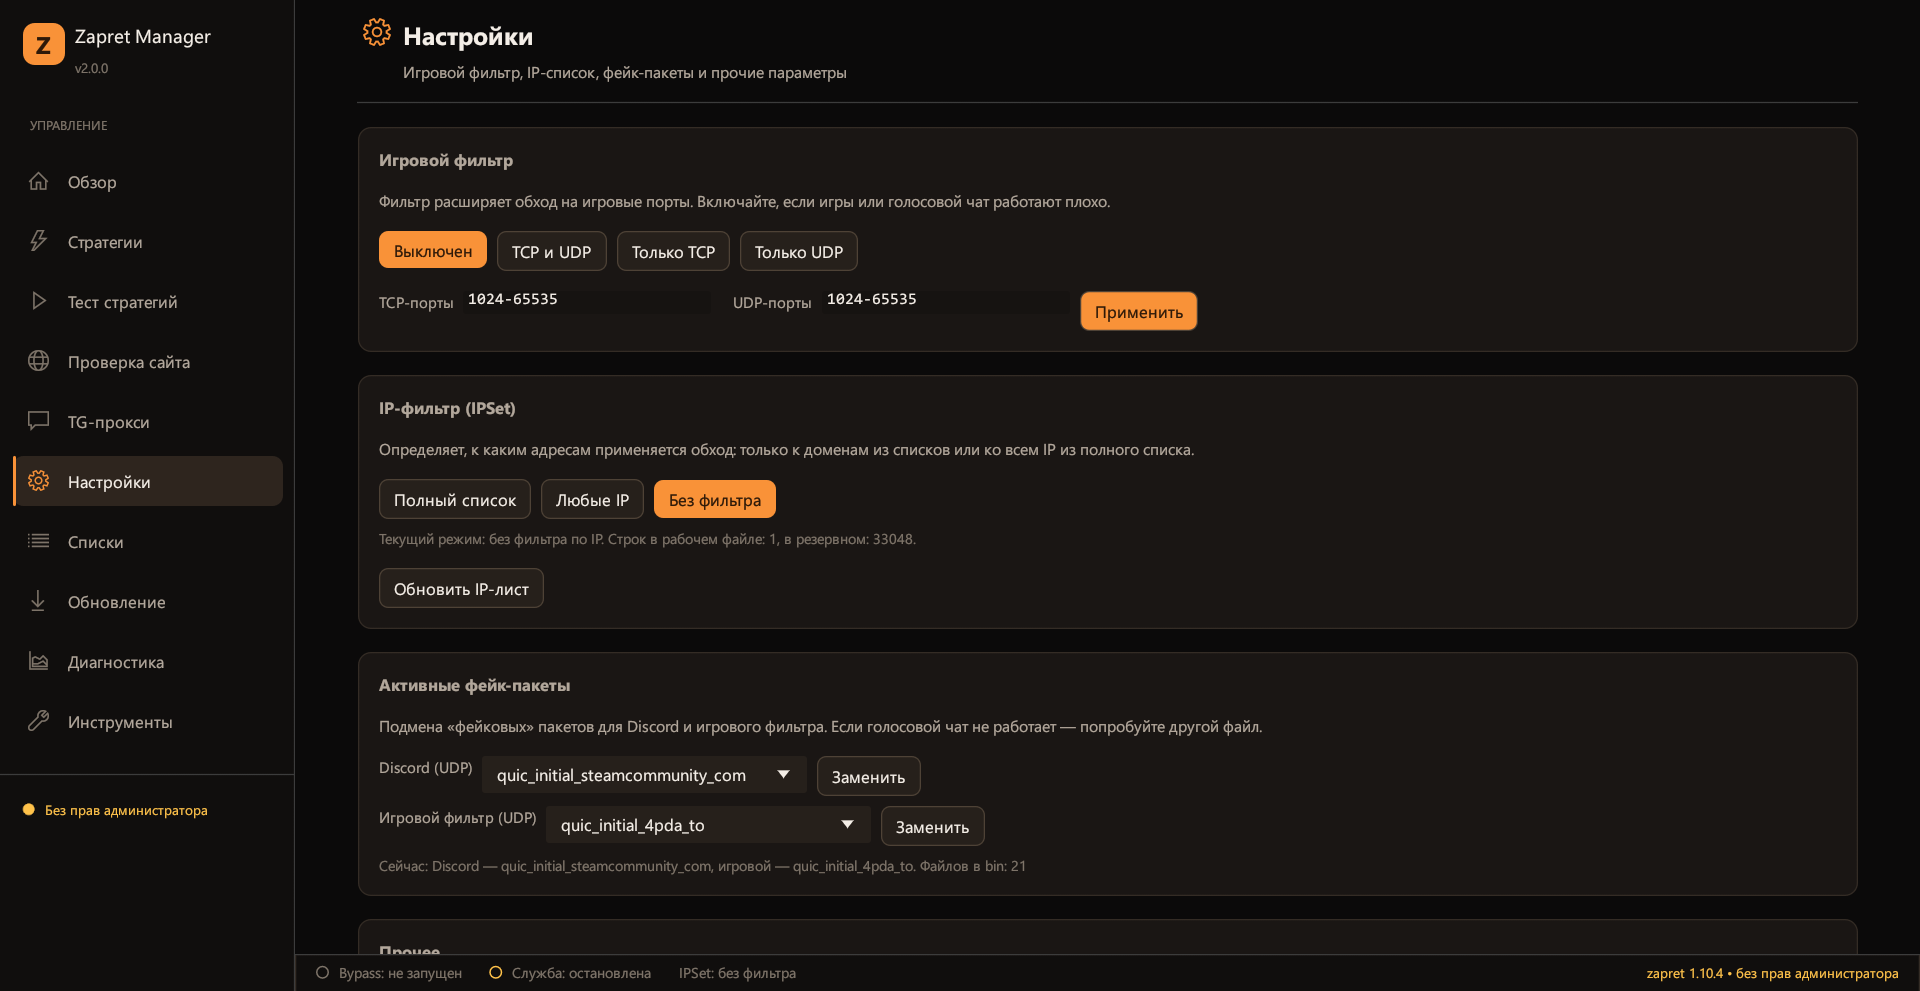 Z
Zapret Manager
v2.0.0
УПРАВЛЕНИЕ
Обзор
Стратегии
Тест стратегий
Проверка сайта
TG-прокси
Настройки
Списки
Обновление
Диагностика
Инструменты
Без прав администратора
Настройки
Игровой фильтр, IP-список, фейк-пакеты и прочие параметры
Игровой фильтр
Фильтр расширяет обход на игровые порты. Включайте, если игры или голосовой чат работают плохо.
Выключен TCP и UDP Только TCP Только UDP
TCP-порты 1024-65535 UDP-порты 1024-65535 Применить
IP-фильтр (IPSet)
Определяет, к каким адресам применяется обход: только к доменам из списков или ко всем IP из полного списка.
Полный список Любые IP Без фильтра
Текущий режим: без фильтра по IP. Строк в рабочем файле: 1, в резервном: 33048.
Обновить IP-лист
Активные фейк-пакеты
Подмена «фейковых» пакетов для Discord и игрового фильтра. Если голосовой чат не работает — попробуйте другой файл.
Discord (UDP) quic_initial_steamcommunity_com Заменить
Игровой фильтр (UDP) quic_initial_4pda_to Заменить
Сейчас: Discord — quic_initial_steamcommunity_com, игровой — quic_initial_4pda_to. Файлов в bin: 21
Прочее
Bypass: не запущен Служба: остановлена IPSet: без фильтра zapret 1.10.4 • без прав администратора